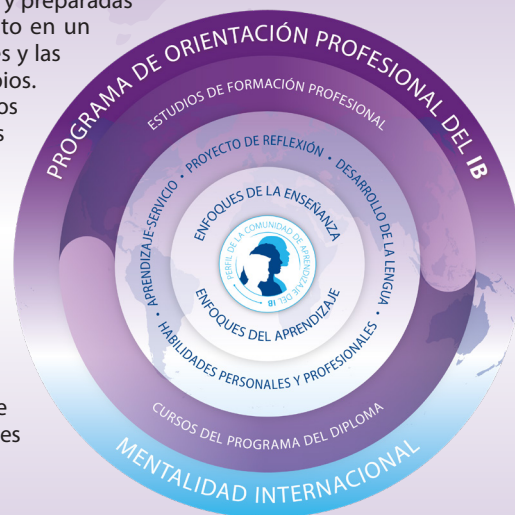 y preparadas
to en un
s y las
bios.
os
s
e
es
PROGRAMA DE ORIENTACIÓN PROFESIONAL DEL IB
ESTUDIOS DE FORMACIÓN PROFESIONAL
APRENDIZAJE-SERVICIO • PROYECTO DE REFLEXIÓN • DESARROLLO DE LA LENGUA •
ENFOQUES DE LA ENSEÑANZA
PERFIL DE LA COMUNIDAD DE APRENDIZAJE DEL IB
ENFOQUES DEL APRENDIZAJE
• HABILIDADES PERSONALES Y PROFESIONALES
CURSOS DEL PROGRAMA DEL DIPLOMA
MENTALIDAD INTERNACIONAL